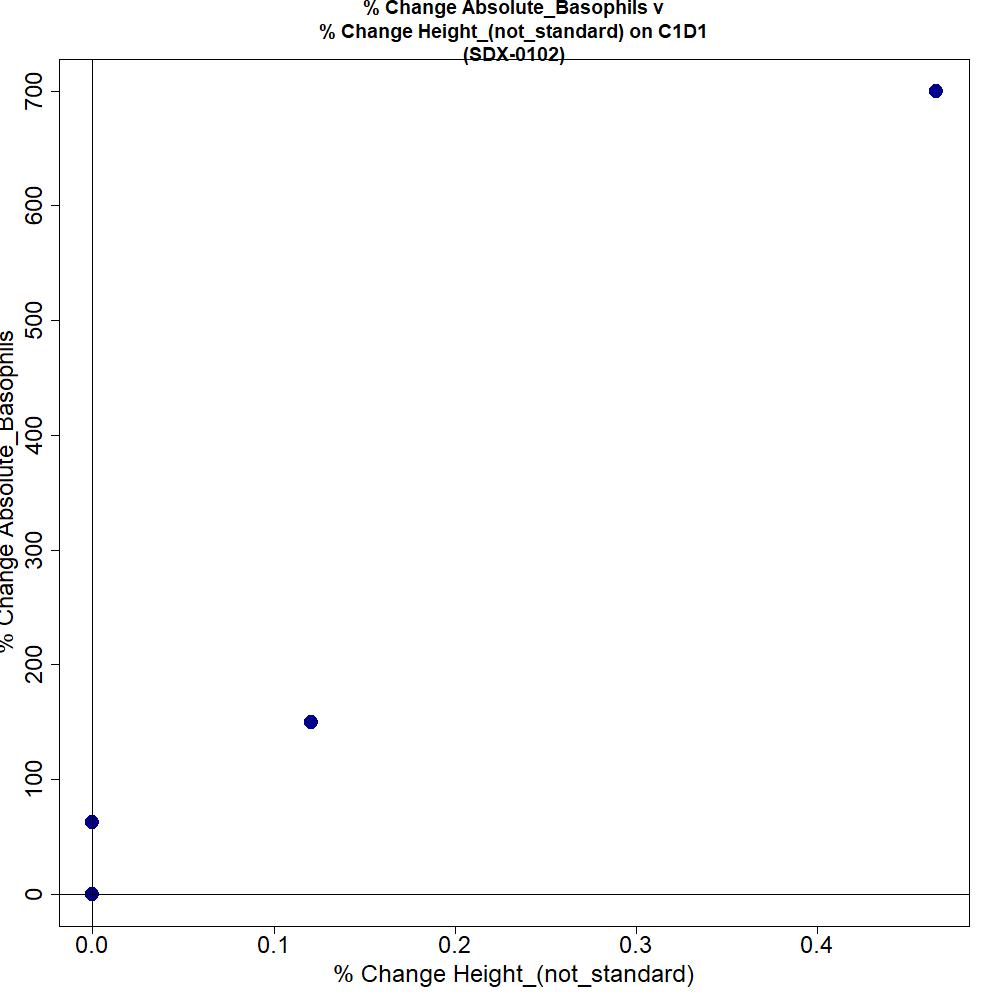 % Change Absolute_Basophils v
% Change Height_(not_standard) on C1D1
(SDX-0102)
% Change Absolute_Basophils
700
600
500
400
300
200
100
0
0.0 0.1 0.2 0.3 0.4
% Change Height_(not_standard)